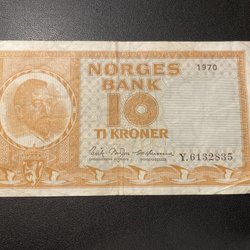 NORGES
1970
BANK
10
TI KRONER
Y.6132835